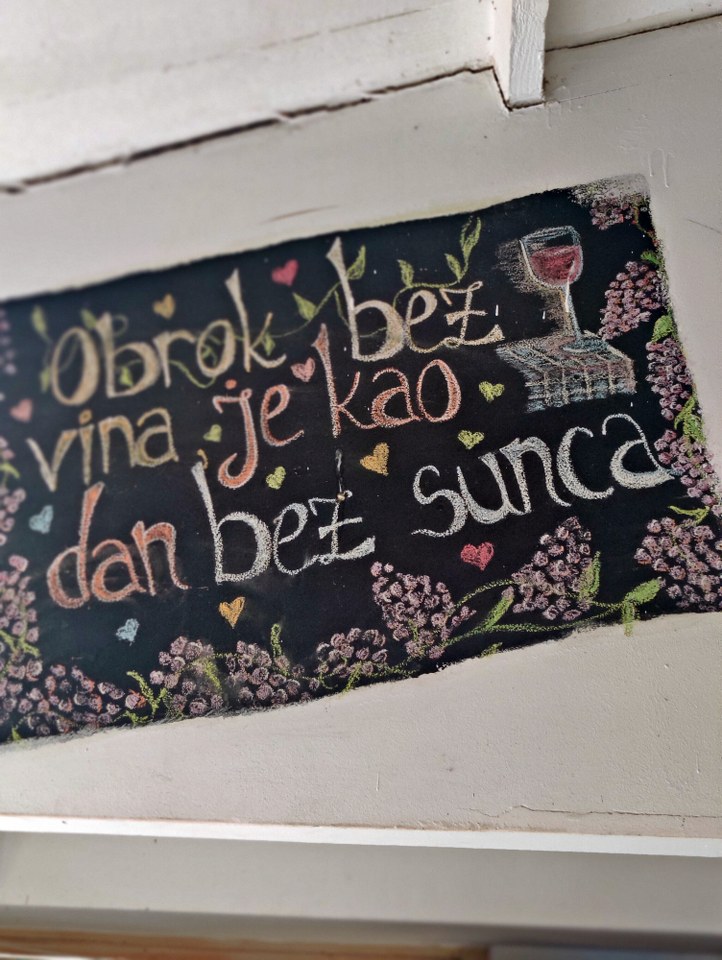 Obrok bez
vina je kao
dan bez sunca